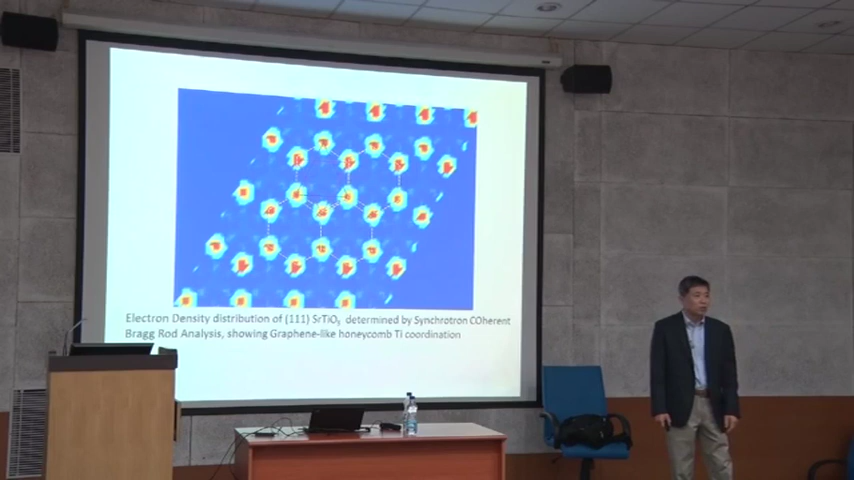 Electron Density distribution of (111) SrTiO3 determined by Synchrotron COherent
Bragg Rod Analysis, showing Graphene-like honeycomb Ti coordination